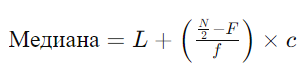 Медиана = L + ( (N/2 − F) / f ) × c